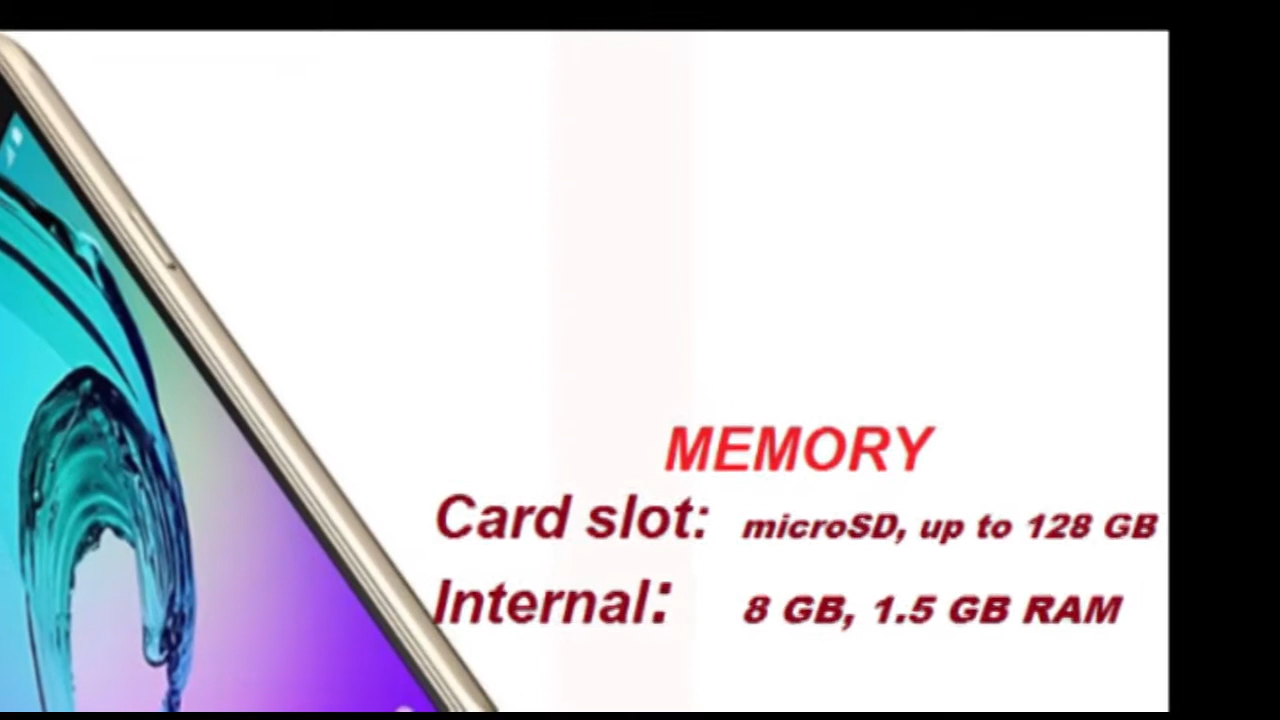 MEMORY
Card slot: microSD, up to 128 GB
Internal: 8 GB, 1.5 GB RAM